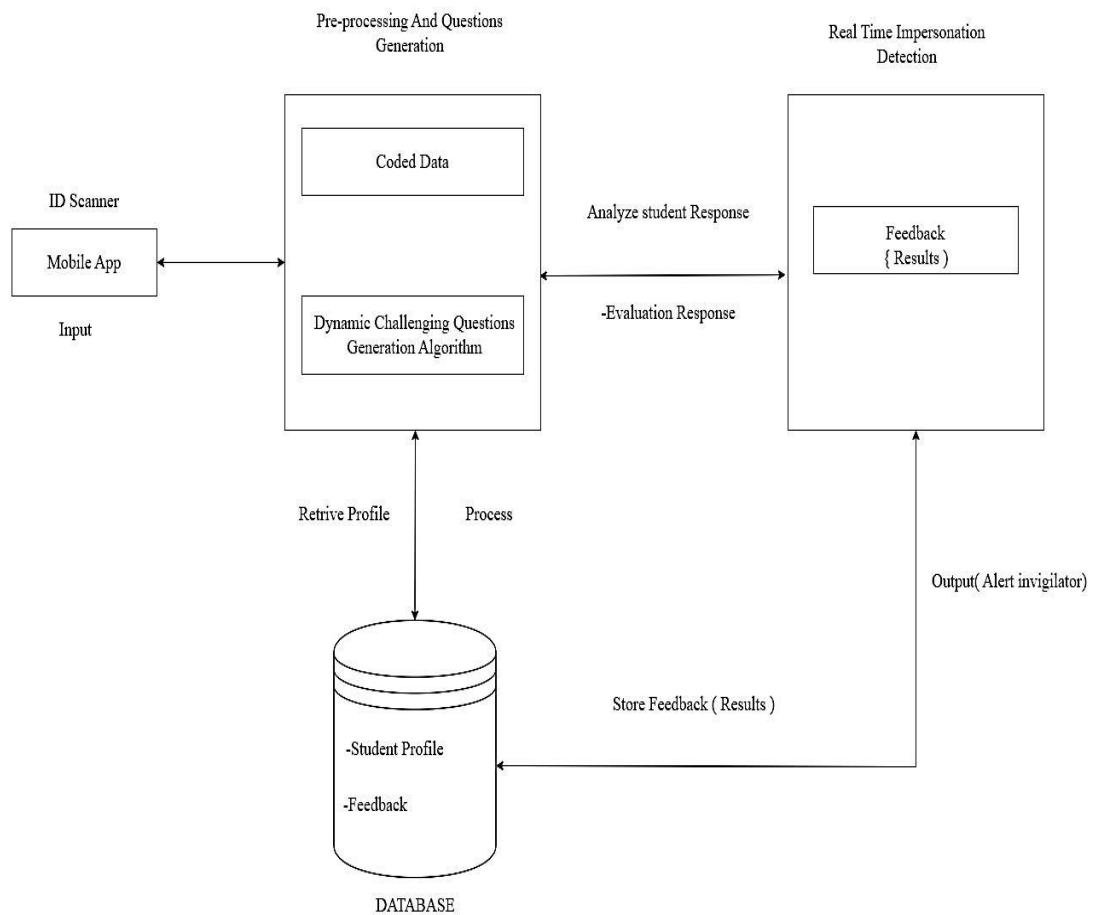 Pre-processing And Questions
Generation
Real Time Impersonation
Detection
Coded Data
ID Scanner
Mobile App
Input
Dynamic Challenging Questions
Generation Algorithm
Analyze student Response
-Evaluation Response
Feedback
{ Results )
Retrive Profile
Process
Output( Alert invigilator)
Store Feedback ( Results )
-Student Profile
-Feedback
DATABASE